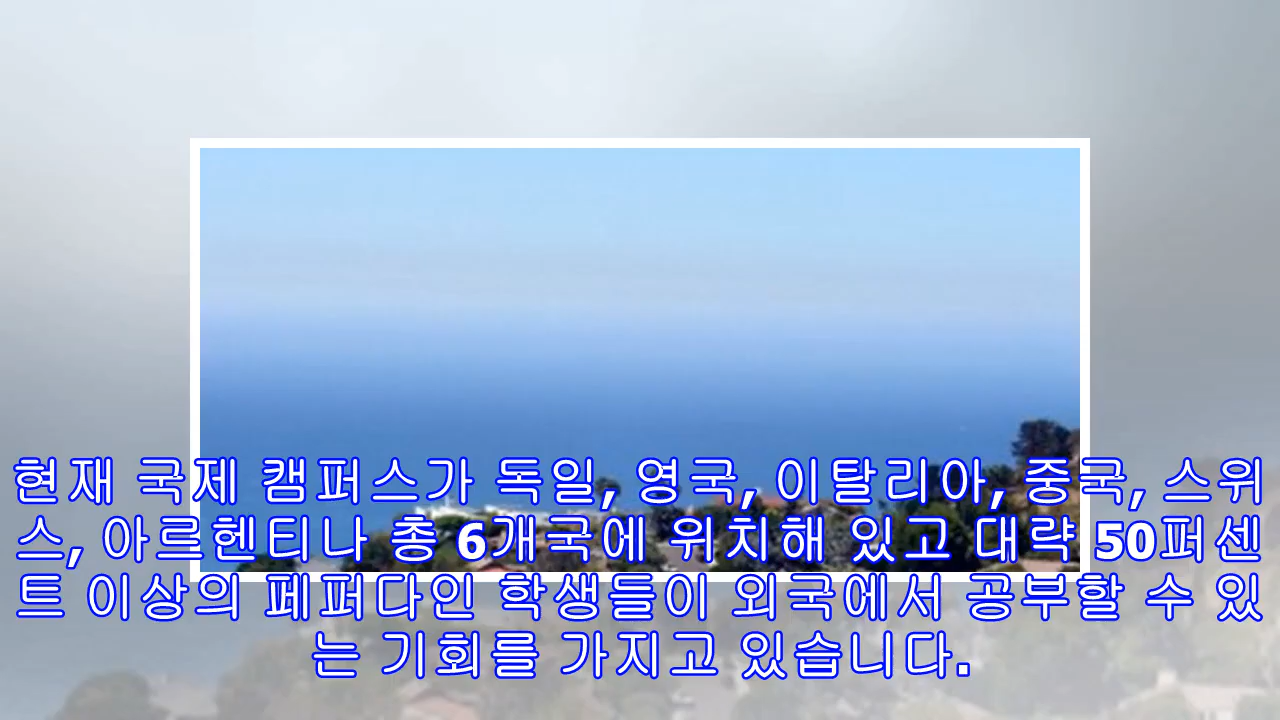 현재 국제 캠퍼스가 독일, 영국, 이탈리아, 중국, 스위
스, 아르헨티나 총 6개국에 위치해 있고 대략 50퍼센
트 이상의 페퍼다인 학생들이 외국에서 공부할 수 있
는 기회를 가지고 있습니다.